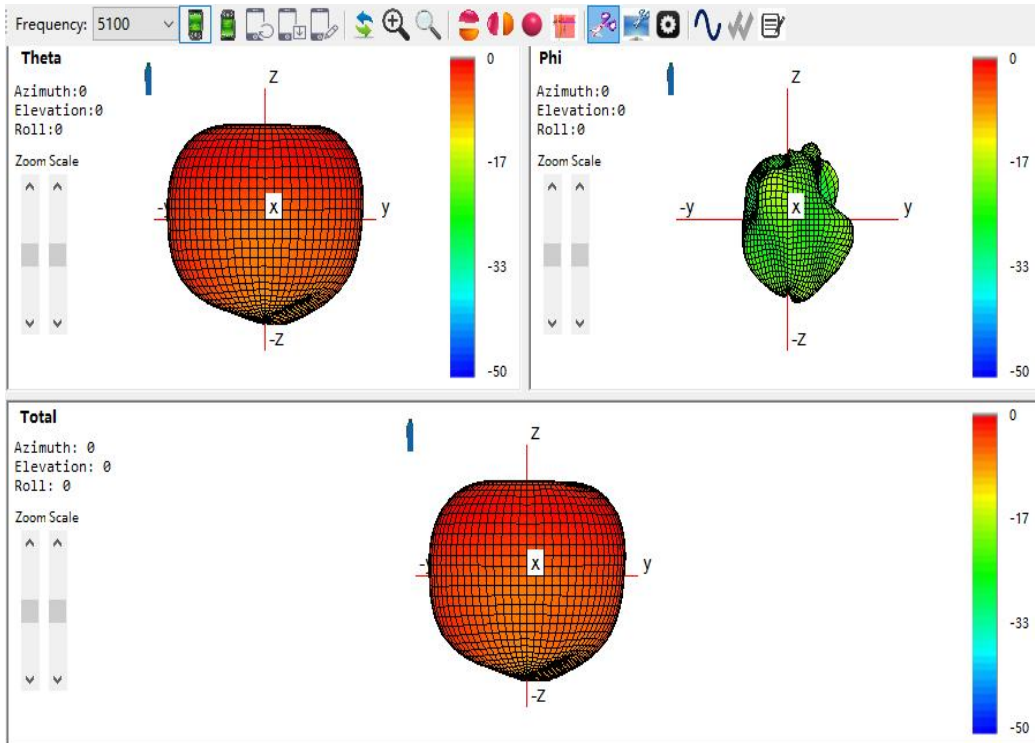 Frequency: 5100
Theta
Azimuth:0
Elevation:0
Roll:0
Zoom Scale
Z
-y
X
y
-Z
0
-17
-33
-50
Phi
Azimuth:0
Elevation:0
Roll:0
Zoom Scale
Z
-y
X
y
-Z
0
-17
-33
-50
Total
Azimuth: 0
Elevation: 0
Roll: 0
Zoom Scale
Z
-y
X
y
-Z
0
-17
-33
-50